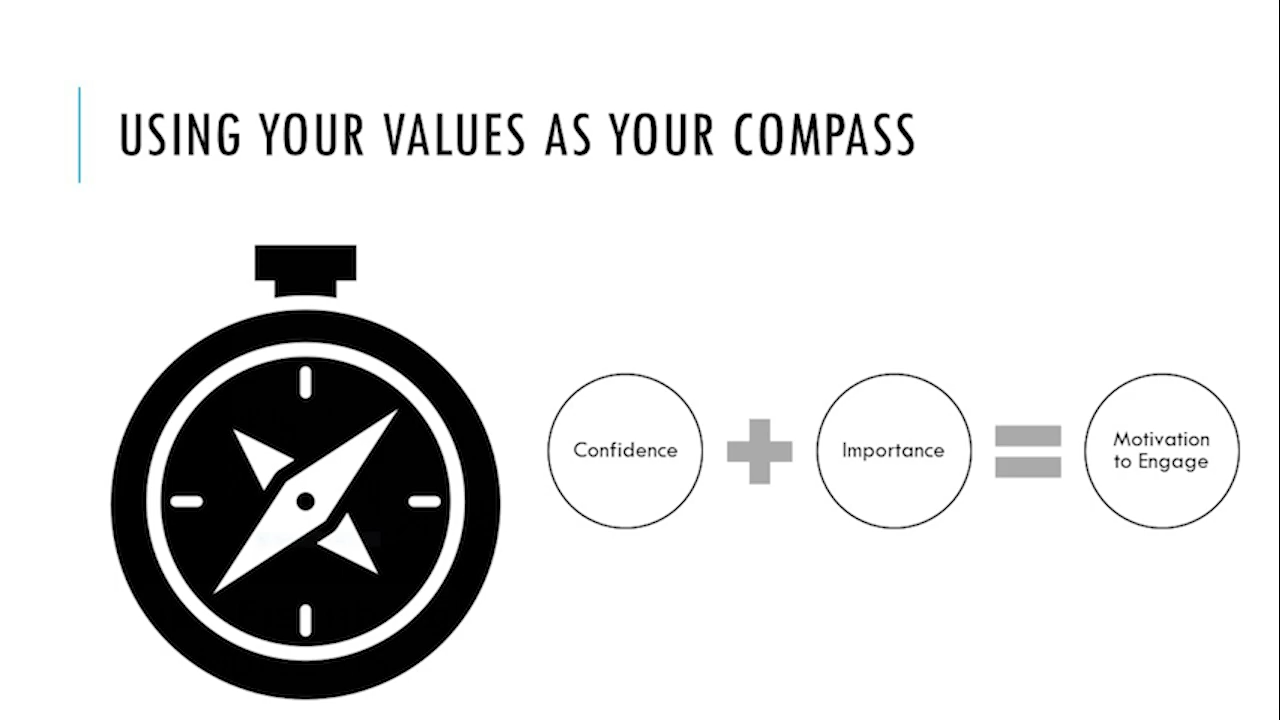 USING YOUR VALUES AS YOUR COMPASS
Confidence
Importance
Motivation
to Engage